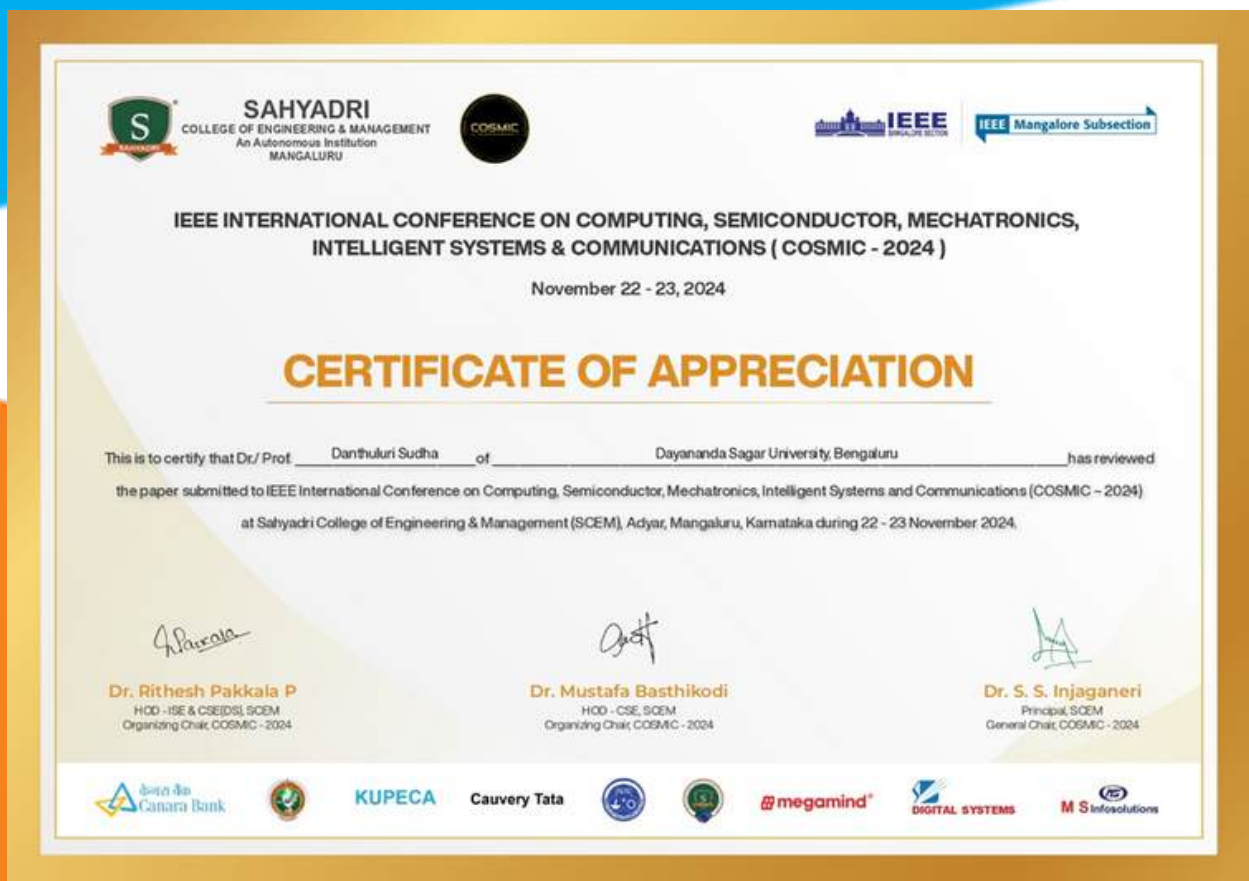 S
SAHYADRI
SAHYADRI
COLLEGE OF ENGINEERING & MANAGEMENT
An Autonomous Institution
MANGALURU
COSMIC
IEEE
BANGALORE SECTION
IEEE Mangalore Subsection
IEEE INTERNATIONAL CONFERENCE ON COMPUTING, SEMICONDUCTOR, MECHATRONICS,
INTELLIGENT SYSTEMS & COMMUNICATIONS ( COSMIC - 2024 )
November 22 - 23, 2024
CERTIFICATE OF APPRECIATION
This is to certify that Dr./ Prof. Danthuluri Sudha of Dayananda Sagar University, Bengaluru has reviewed
the paper submitted to IEEE International Conference on Computing, Semiconductor, Mechatronics, Intelligent Systems and Communications (COSMIC – 2024)
at Sahyadri College of Engineering & Management (SCEM), Adyar, Mangaluru, Karnataka during 22 - 23 November 2024.
Dr. Rithesh Pakkala P
HOD - ISE & CSE(DS), SCEM
Organizing Chair, COSMIC - 2024
Dr. Mustafa Basthikodi
HOD - CSE, SCEM
Organizing Chair, COSMIC - 2024
Dr. S. S. Injaganeri
Principal, SCEM
General Chair, COSMIC - 2024
केनरा बैंक
Canara Bank
KUPECA
Cauvery Tata
megamind
DIGITAL SYSTEMS
M S Infosolutions